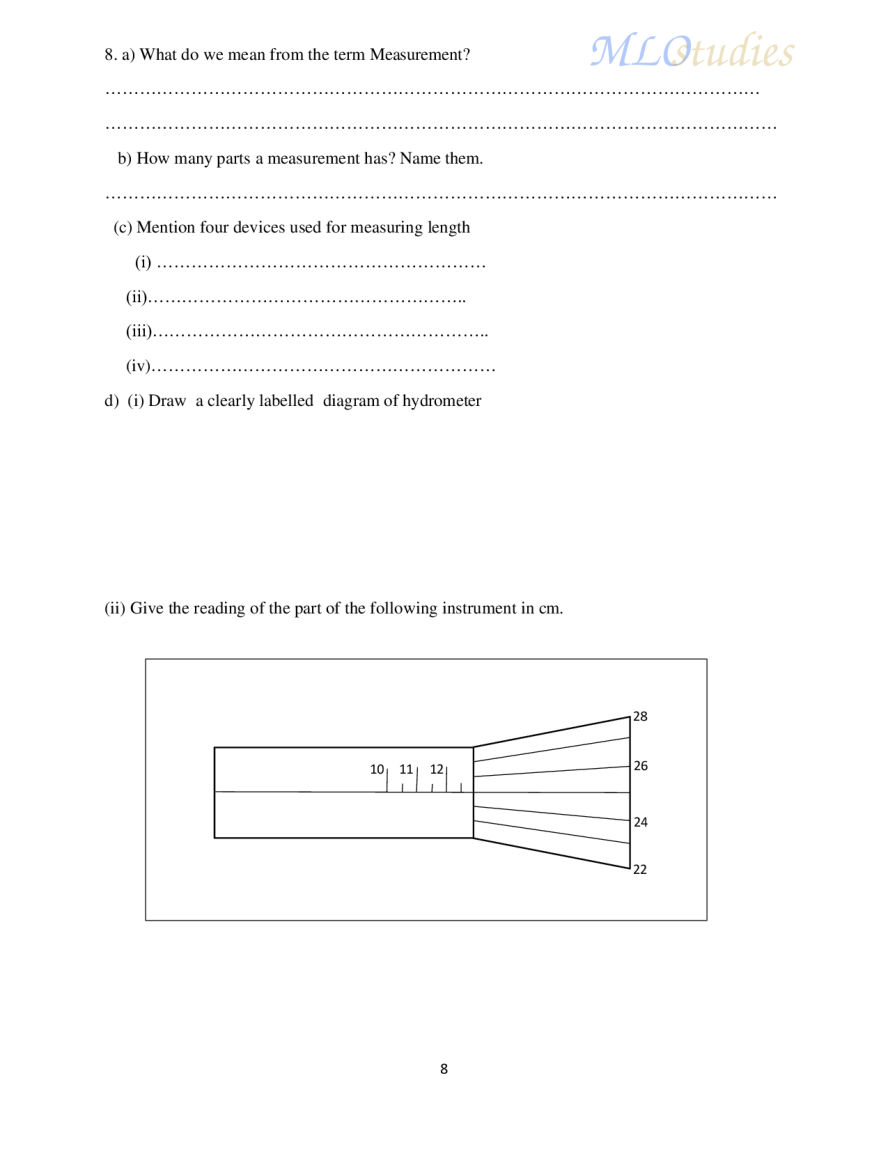 MLOstudies
8. a) What do we mean from the term Measurement?
……………………………………………………………………………………………………
………………………………………………………………………………………………………
b) How many parts a measurement has? Name them.
………………………………………………………………………………………………………
(c) Mention four devices used for measuring length
(i) …………………………………………………
(ii)………………………………………………..
(iii)…………………………………………………..
(iv)……………………………………………………
d) (i) Draw a clearly labelled diagram of hydrometer
(ii) Give the reading of the part of the following instrument in cm.
28
10 11 12
26
24
22
8